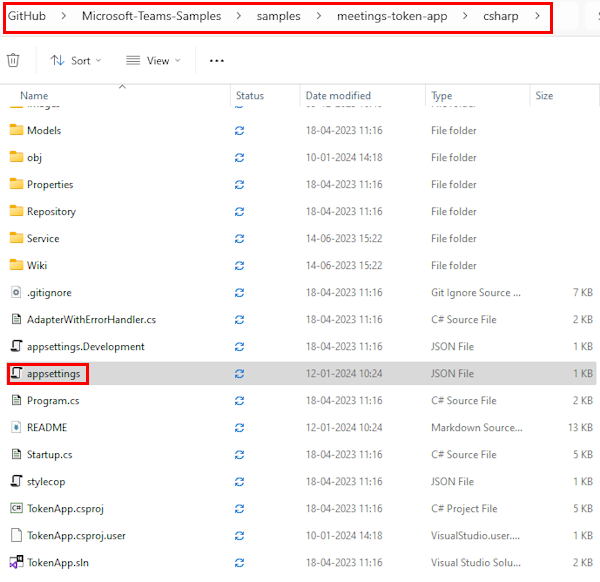 GitHub > Microsoft-Teams-Samples > samples > meetings-token-app > csharp >
Sort View ...
Name Status Date modified Type Size
Models 18-04-2023 11:16 File folder
obj 10-01-2024 14:18 File folder
Properties 18-04-2023 11:16 File folder
Repository 18-04-2023 11:16 File folder
Service 14-06-2023 15:22 File folder
Wiki 14-06-2023 15:22 File folder
.gitignore 18-04-2023 11:16 Git Ignore Source ... 7 KB
AdapterWithErrorHandler.cs 18-04-2023 11:16 C# Source File 2 KB
appsettings.Development 18-04-2023 11:16 JSON File 1 KB
appsettings 12-01-2024 10:24 JSON File 1 KB
Program.cs 18-04-2023 11:16 C# Source File 2 KB
README 12-01-2024 10:24 Markdown Source... 13 KB
Startup.cs 18-04-2023 11:16 C# Source File 5 KB
stylecop 18-04-2023 11:16 JSON File 1 KB
TokenApp.csproj 18-04-2023 11:16 C# Project File 5 KB
TokenApp.csproj.user 10-01-2024 14:18 VisualStudio.user.... 1 KB
TokenApp.sln 18-04-2023 11:16 Visual Studio Solu... 2 KB